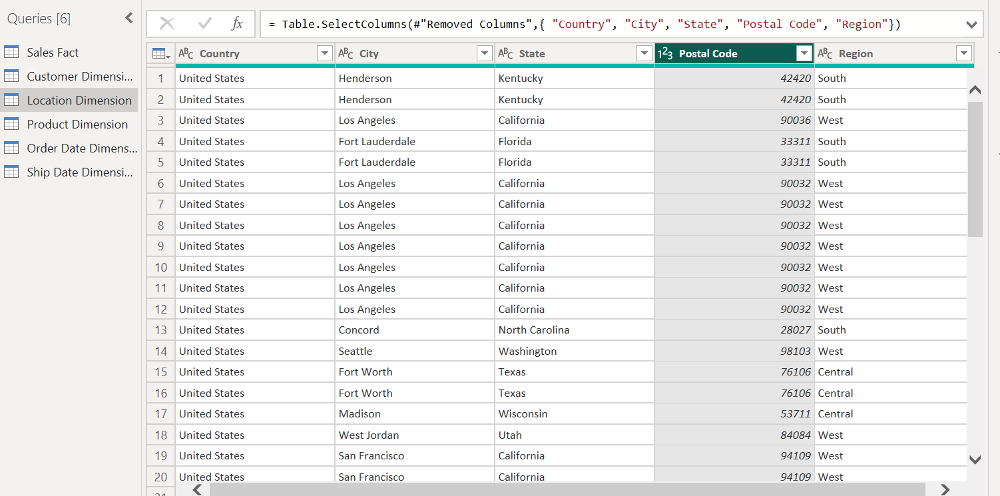 Queries [6]
Sales Fact
Customer Dimensi...
Location Dimension
Product Dimension
Order Date Dimens...
Ship Date Dimensi...
fx = Table.SelectColumns(#"Removed Columns",{ "Country", "City", "State", "Postal Code", "Region"})
ABC Country ABC City ABC State 123 Postal Code ABC Region
1 United States Henderson Kentucky 42420 South
2 United States Henderson Kentucky 42420 South
3 United States Los Angeles California 90036 West
4 United States Fort Lauderdale Florida 33311 South
5 United States Fort Lauderdale Florida 33311 South
6 United States Los Angeles California 90032 West
7 United States Los Angeles California 90032 West
8 United States Los Angeles California 90032 West
9 United States Los Angeles California 90032 West
10 United States Los Angeles California 90032 West
11 United States Los Angeles California 90032 West
12 United States Los Angeles California 90032 West
13 United States Concord North Carolina 28027 South
14 United States Seattle Washington 98103 West
15 United States Fort Worth Texas 76106 Central
16 United States Fort Worth Texas 76106 Central
17 United States Madison Wisconsin 53711 Central
18 United States West Jordan Utah 84084 West
19 United States San Francisco California 94109 West
20 United States San Francisco California 94109 West